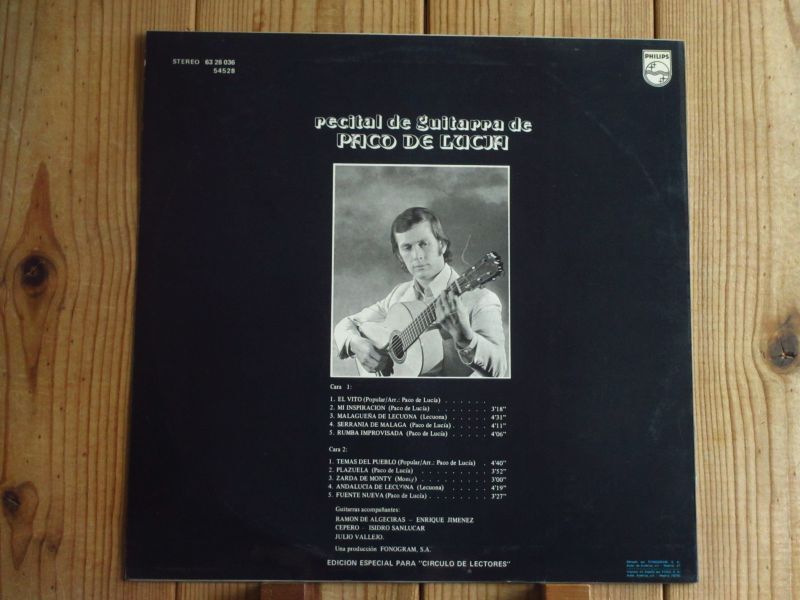 STEREO 63 28 036
54528
PHILIPS
recital de guitarra de
PACO DE LUCIA
Cara 1:
1. EL VITO (Popular/Arr.: Paco de Lucía) . . . . . .
2. MI INSPIRACION (Paco de Lucía) . . . . . . 3'18"
3. MALAGUEÑA DE LECUONA (Lecuona) . . . . . 4'31"
4. SERRANIA DE MALAGA (Paco de Lucía) . . . . . 4'11"
5. RUMBA IMPROVISADA (Paco de Lucía) . . . . . 4'06"
Cara 2:
1. TEMAS DEL PUEBLO (Popular/Arr.: Paco de Lucía) . 4'40"
2. PLAZUELA (Paco de Lucía) . . . . . . . . 3'52"
3. ZARDA DE MONTY (Monty) . . . . . . . . 3'00"
4. ANDALUCIA DE LECUONA (Lecuona) . . . . . 4'19"
5. FUENTE NUEVA (Paco de Lucía) . . . . . . 3'27"
Guitarras acompañantes:
RAMON DE ALGECIRAS - ENRIQUE JIMENEZ
CEPERO - ISIDRO SANLUCAR
JULIO VALLEJO.
Una producción FONOGRAM, S.A.
EDICION ESPECIAL PARA "CIRCULO DE LECTORES"